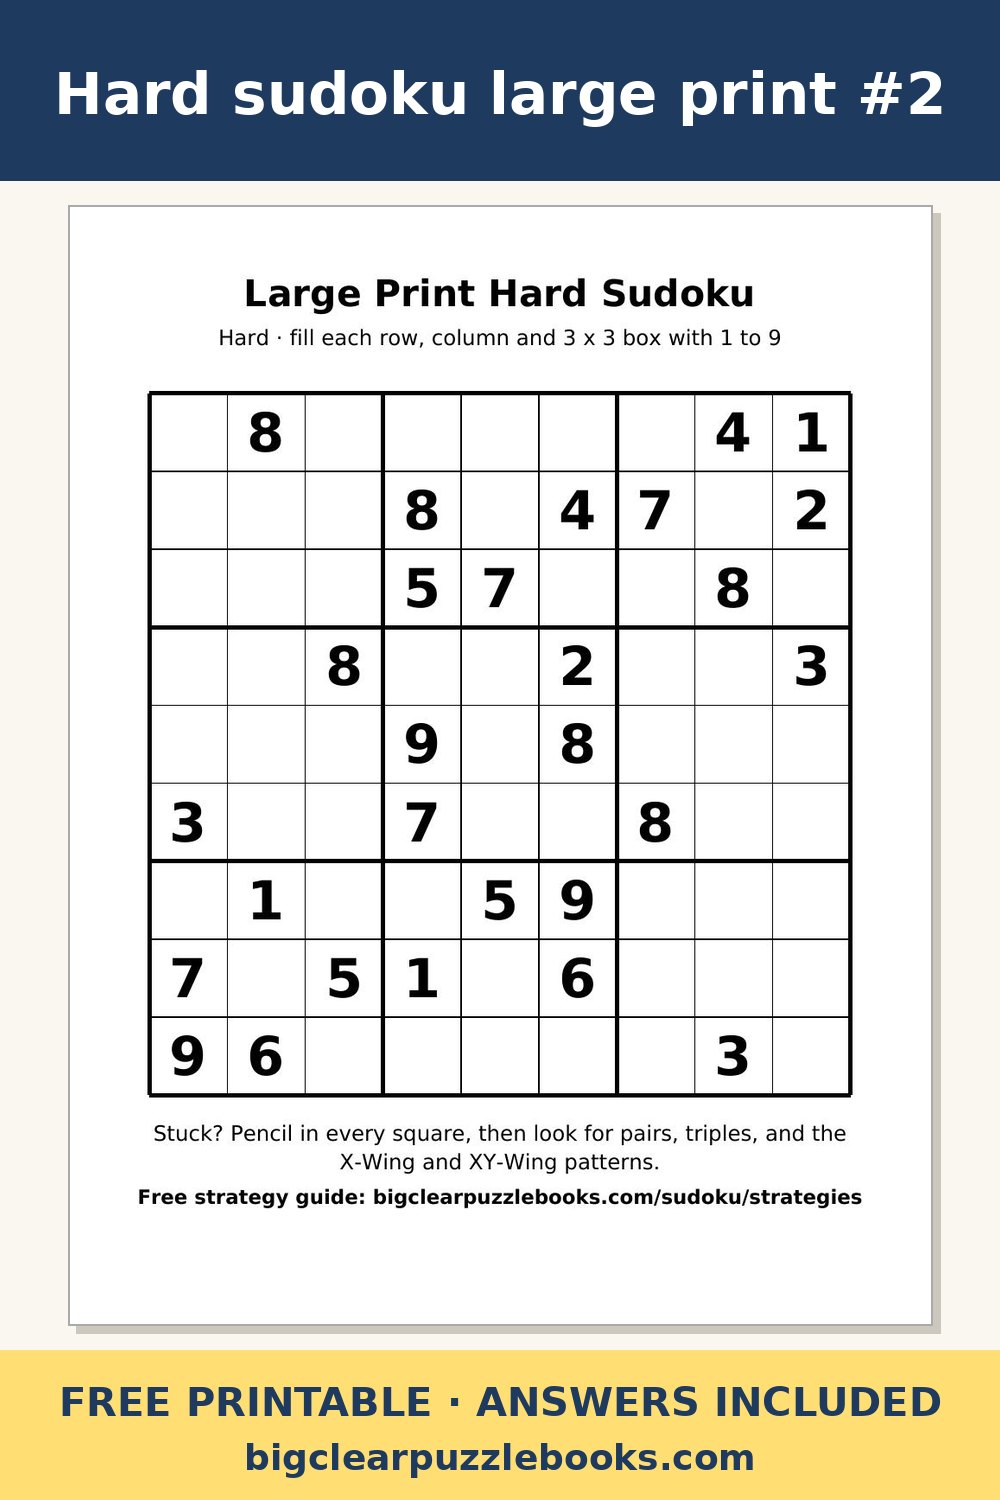 Hard sudoku large print #2
Large Print Hard Sudoku
Hard · fill each row, column and 3 x 3 box with 1 to 9
8 4 1
8 4 7 2
5 7 8
8 2 3
9 8
3 7 8
1 5 9
7 5 1 6
9 6 3
Stuck? Pencil in every square, then look for pairs, triples, and the
X-Wing and XY-Wing patterns.
Free strategy guide: bigclearpuzzlebooks.com/sudoku/strategies
FREE PRINTABLE · ANSWERS INCLUDED
bigclearpuzzlebooks.com